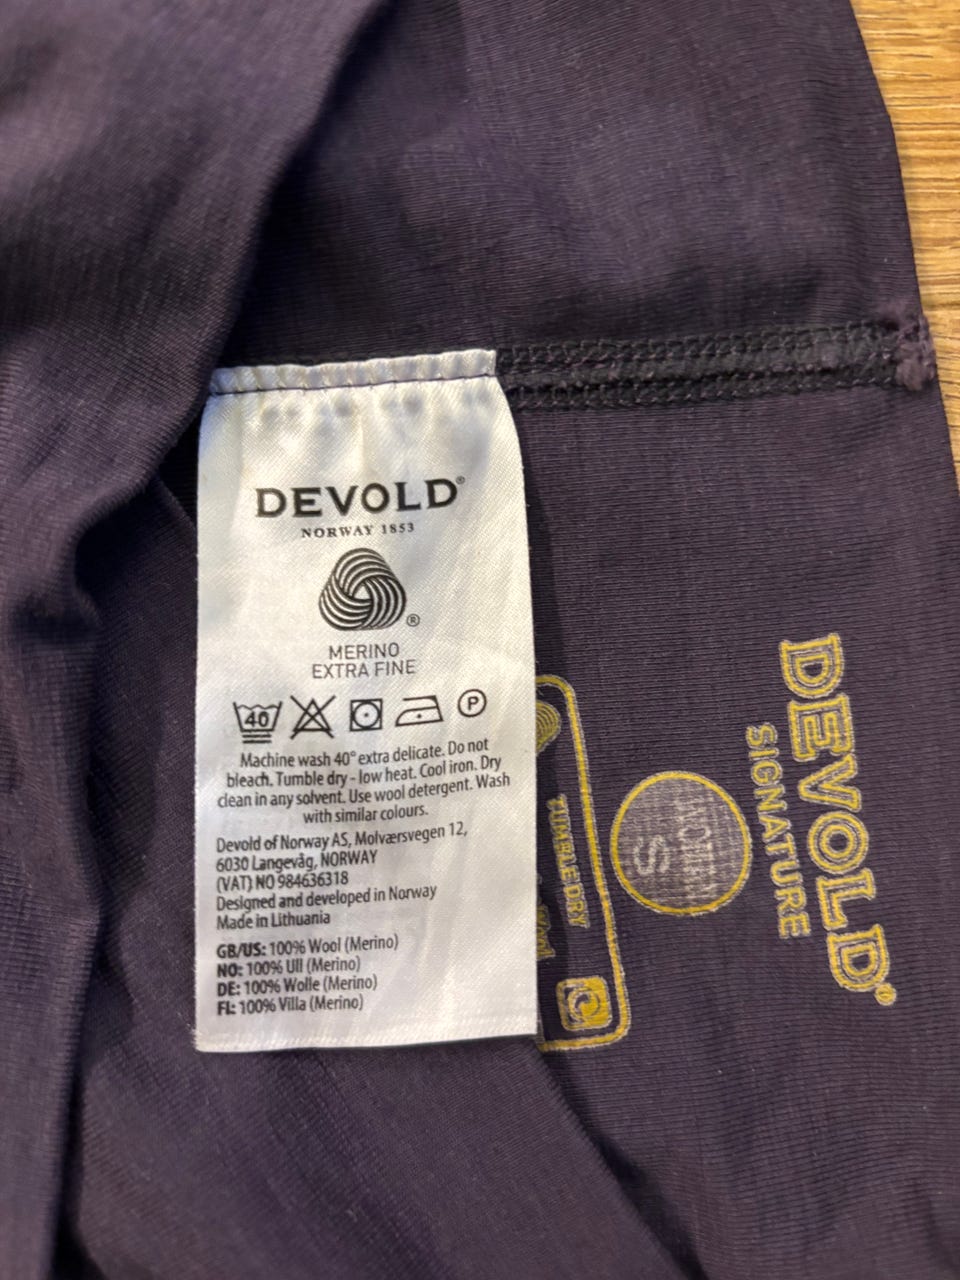 DEVOLD®
NORWAY 1853
®
MERINO
EXTRA FINE
40
P
Machine wash 40° extra delicate. Do not
bleach. Tumble dry - low heat. Cool iron. Dry
clean in any solvent. Use wool detergent. Wash
with similar colours.
Devold of Norway AS, Molværsvegen 12,
6030 Langevåg, NORWAY
(VAT) NO 984636318
Designed and developed in Norway
Made in Lithuania
GB/US: 100% Wool (Merino)
NO: 100% Ull (Merino)
DE: 100% Wolle (Merino)
FL: 100% Villa (Merino)
DEVOLD®
SIGNATURE
S
TUMBLE DRY